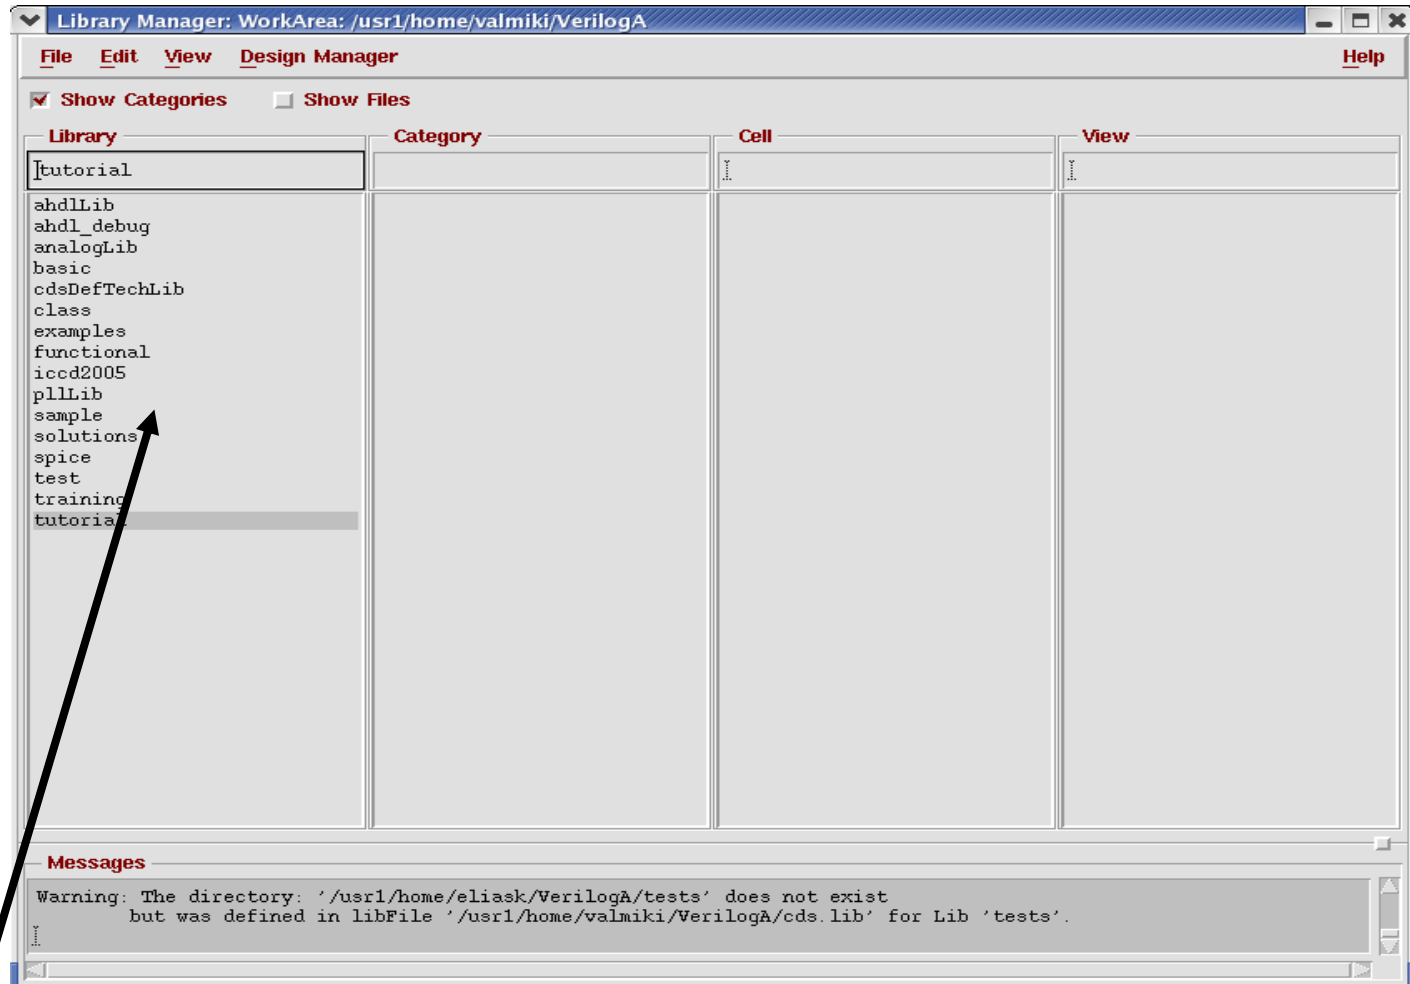 Library Manager: WorkArea: /usr1/home/valmiki/VerilogA
File Edit View Design Manager Help
Show Categories Show Files
Library Category Cell View
tutorial
ahdlLib
ahdl_debug
analogLib
basic
cdsDefTechLib
class
examples
functional
iccd2005
pllLib
sample
solutions
spice
test
training
tutorial
Messages
Warning: The directory: '/usr1/home/eliask/VerilogA/tests' does not exist
but was defined in libFile '/usr1/home/valmiki/VerilogA/cds.lib' for Lib 'tests'.